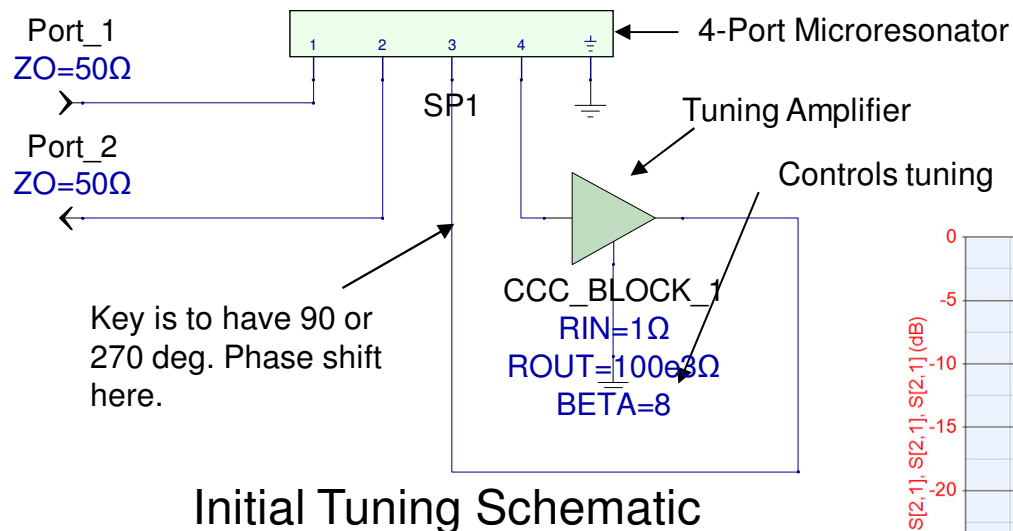 Port_1
ZO=50Ω
1 2 3 4
4-Port Microresonator
SP1
Port_2
ZO=50Ω
Tuning Amplifier
Controls tuning
CCC_BLOCK_1
RIN=1Ω
ROUT=100e3Ω
BETA=8
Key is to have 90 or
270 deg. Phase shift
here.
Initial Tuning Schematic
0
-5
-10
-15
-20
S[2,1], S[2,1], S[2,1] (dB)